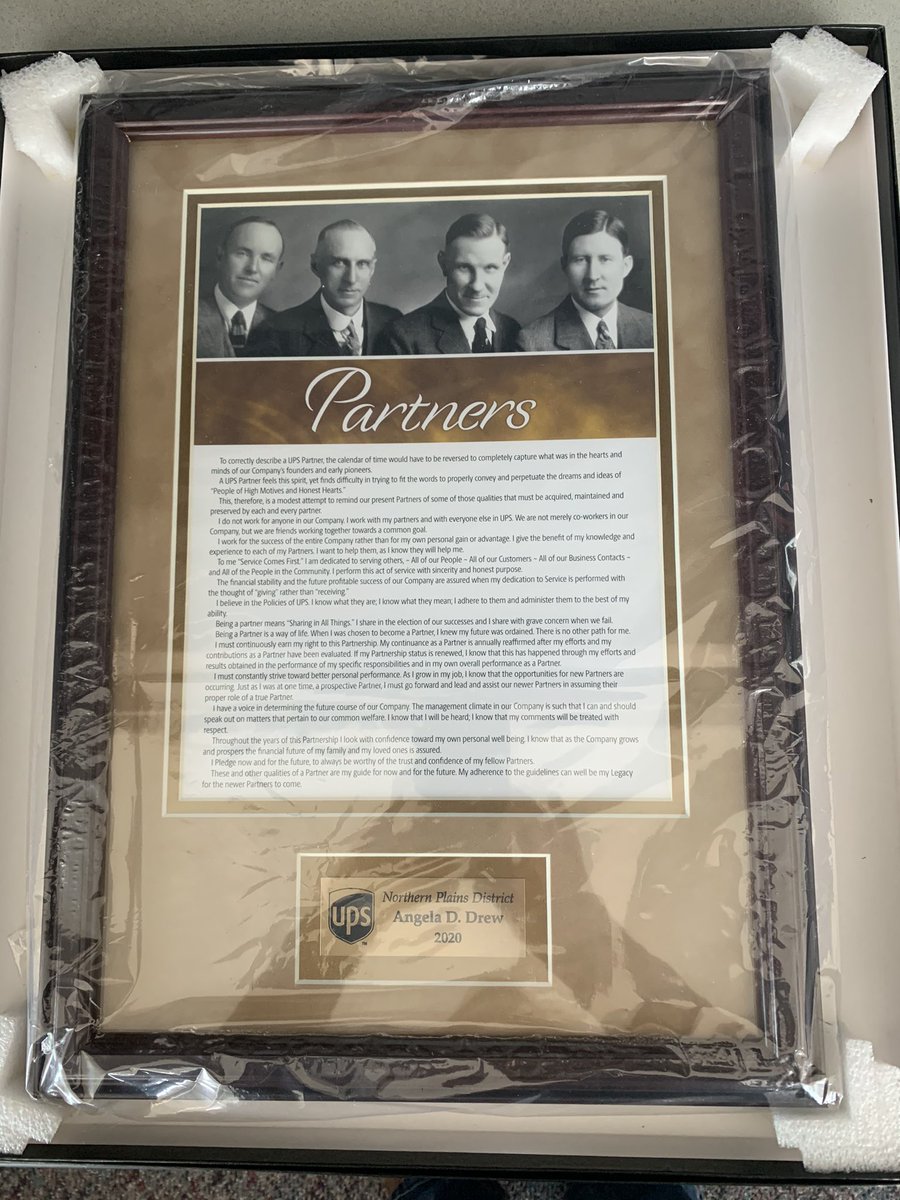 Partners
To correctly describe a UPS Partner, the calendar of time would have to be reversed to completely capture what was in the hearts and
minds of our Company's founders and early pioneers.
A UPS Partner feels this spirit, yet finds difficulty in trying to fit the words to properly convey and perpetuate the dreams and ideas of
"People of High Motives and Honest Hearts."
This, therefore, is a modest attempt to remind our present Partners of some of those qualities that must be acquired, maintained and
preserved by each and every partner.
I do not work for anyone in our Company. I work with my partners and with everyone else in UPS. We are not merely co-workers in our
Company, but we are friends working together towards a common goal.
I work for the success of the entire Company rather than for my own personal gain or advantage. I give the benefit of my knowledge and
experience to each of my Partners. I want to help them, as I know they will help me.
To me "Service Comes First." I am dedicated to serving others, – All of our People – All of our Customers – All of our Business Contacts –
and All of the People in the Community. I perform this act of service with sincerity and honest purpose.
The financial stability and the future profitable success of our Company are assured when my dedication to Service is performed with
the thought of "giving" rather than "receiving."
I believe in the Policies of UPS. I know what they are; I know what they mean; I adhere to them and administer them to the best of my
ability.
Being a partner means "Sharing in All Things." I share in the election of our successes and I share with grave concern when we fail.
Being a Partner is a way of life. When I was chosen to become a Partner, I knew my future was ordained. There is no other path for me.
I must continuously earn my right to this Partnership. My continuance as a Partner is annually reaffirmed after my efforts and my
contributions as a Partner have been evaluated. If my Partnership status is renewed, I know that this has happened through my efforts and
results obtained in the performance of my specific responsibilities and in my own overall performance as a Partner.
I must constantly strive toward better personal performance. As I grow in my job, I know that the opportunities for new Partners are
occurring. Just as I was at one time, a prospective Partner, I must go forward and lead and assist our newer Partners in assuming their
proper role of a true Partner.
I have a voice in determining the future course of our Company. The management climate in our Company is such that I can and should
speak out on matters that pertain to our common welfare. I know that I will be heard; I know that my comments will be treated with
respect.
Throughout the years of this Partnership I look with confidence toward my own personal well being. I know that as the Company grows
and prospers the financial future of my family and my loved ones is assured.
I Pledge now and for the future, to always be worthy of the trust and confidence of my fellow Partners.
These and other qualities of a Partner are my guide for now and for the future. My adherence to the guidelines can well be my Legacy
for the newer Partners to come.
ups
TM
Northern Plains District
Angela D. Drew
2020